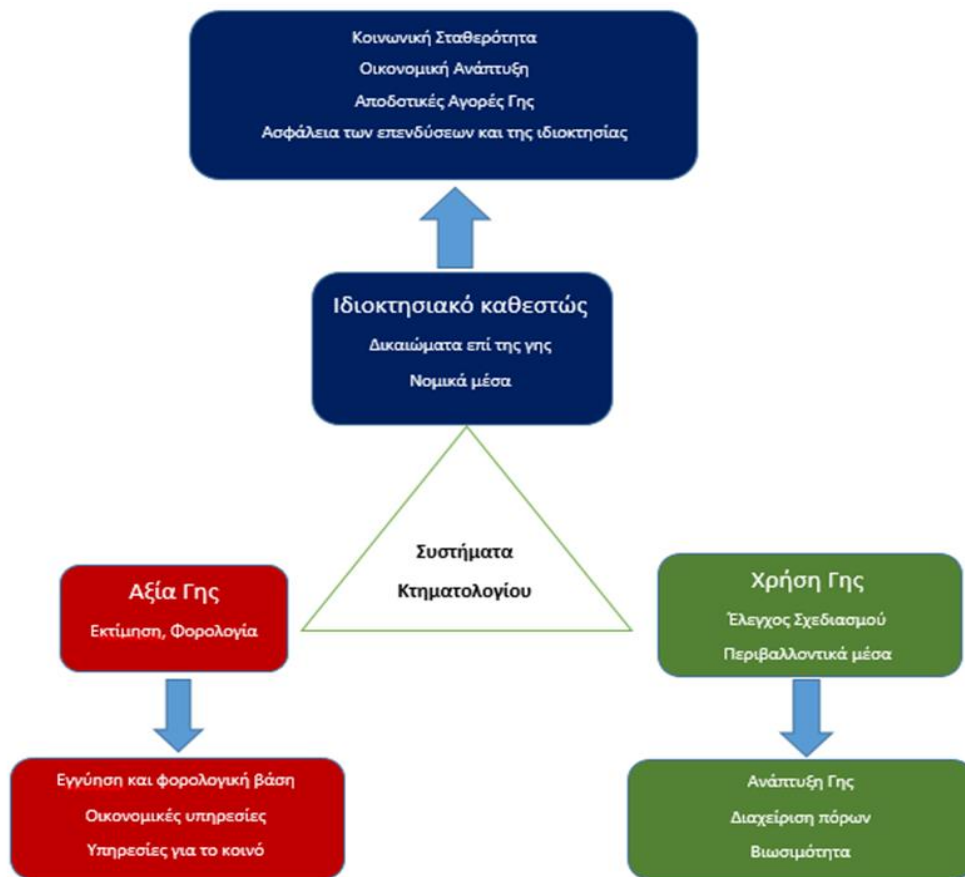 Κοινωνική Σταθερότητα
Οικονομική Ανάπτυξη
Αποδοτικές Αγορές Γης
Ασφάλεια των επενδύσεων και της ιδιοκτησίας
Ιδιοκτησιακό καθεστώς
Δικαιώματα επί της γης
Νομικά μέσα
Συστήματα
Κτηματολογίου
Αξία Γης
Εκτίμηση, Φορολογία
Χρήση Γης
Έλεγχος Σχεδιασμού
Περιβαλλοντικά μέσα
Εγγύηση και φορολογική βάση
Οικονομικές υπηρεσίες
Υπηρεσίες για το κοινό
Ανάπτυξη Γης
Διαχείριση πόρων
Βιωσιμότητα